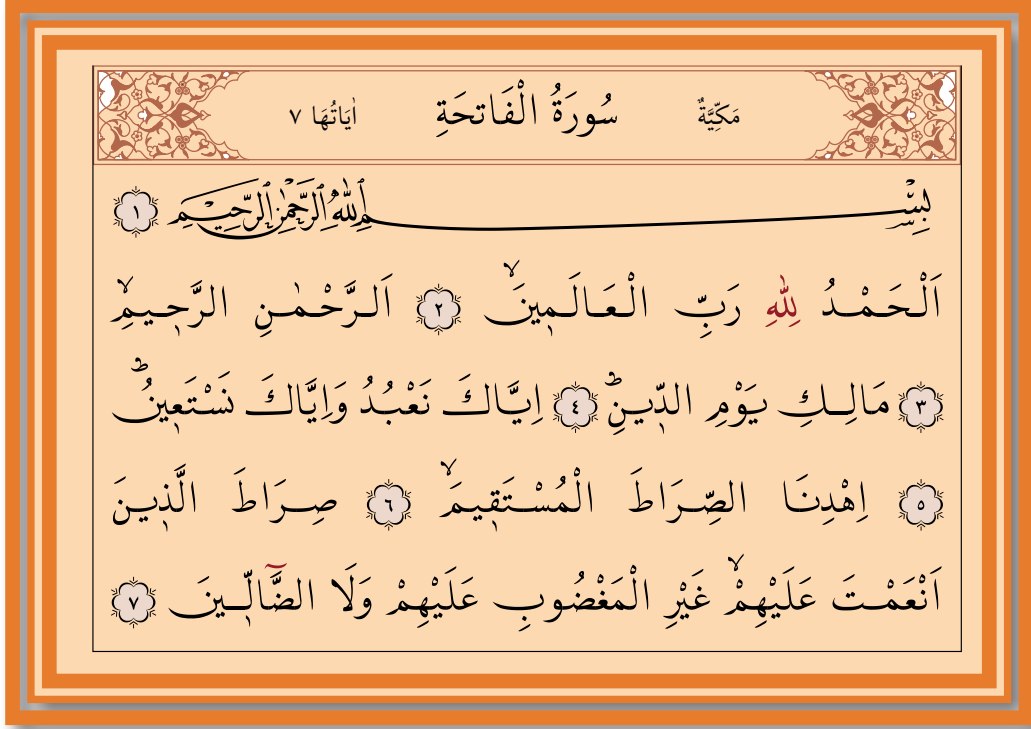 مَكِّيَّةٌ سُورَةُ الْفَاتِحَةِ اٰيَاتُهَا ٧
بِسْمِ اللّٰهِ الرَّحْمٰنِ الرَّحِيمِ ١
اَلْحَمْدُ لِلّٰهِ رَبِّ الْعَالَمِينَۙ ٢ اَلرَّحْمٰنِ الرَّحِيمِۙ
٣ مَالِكِ يَوْمِ الدِّينِۜ ٤ اِيَّاكَ نَعْبُدُ وَاِيَّاكَ نَسْتَعِينُۜ
٥ اِهْدِنَا الصِّرَاطَ الْمُسْتَقِيمَۙ ٦ صِرَاطَ الَّذِينَ
اَنْعَمْتَ عَلَيْهِمْۙ غَيْرِ الْمَغْضُوبِ عَلَيْهِمْ وَلَا الضَّٓالِّينَ ٧